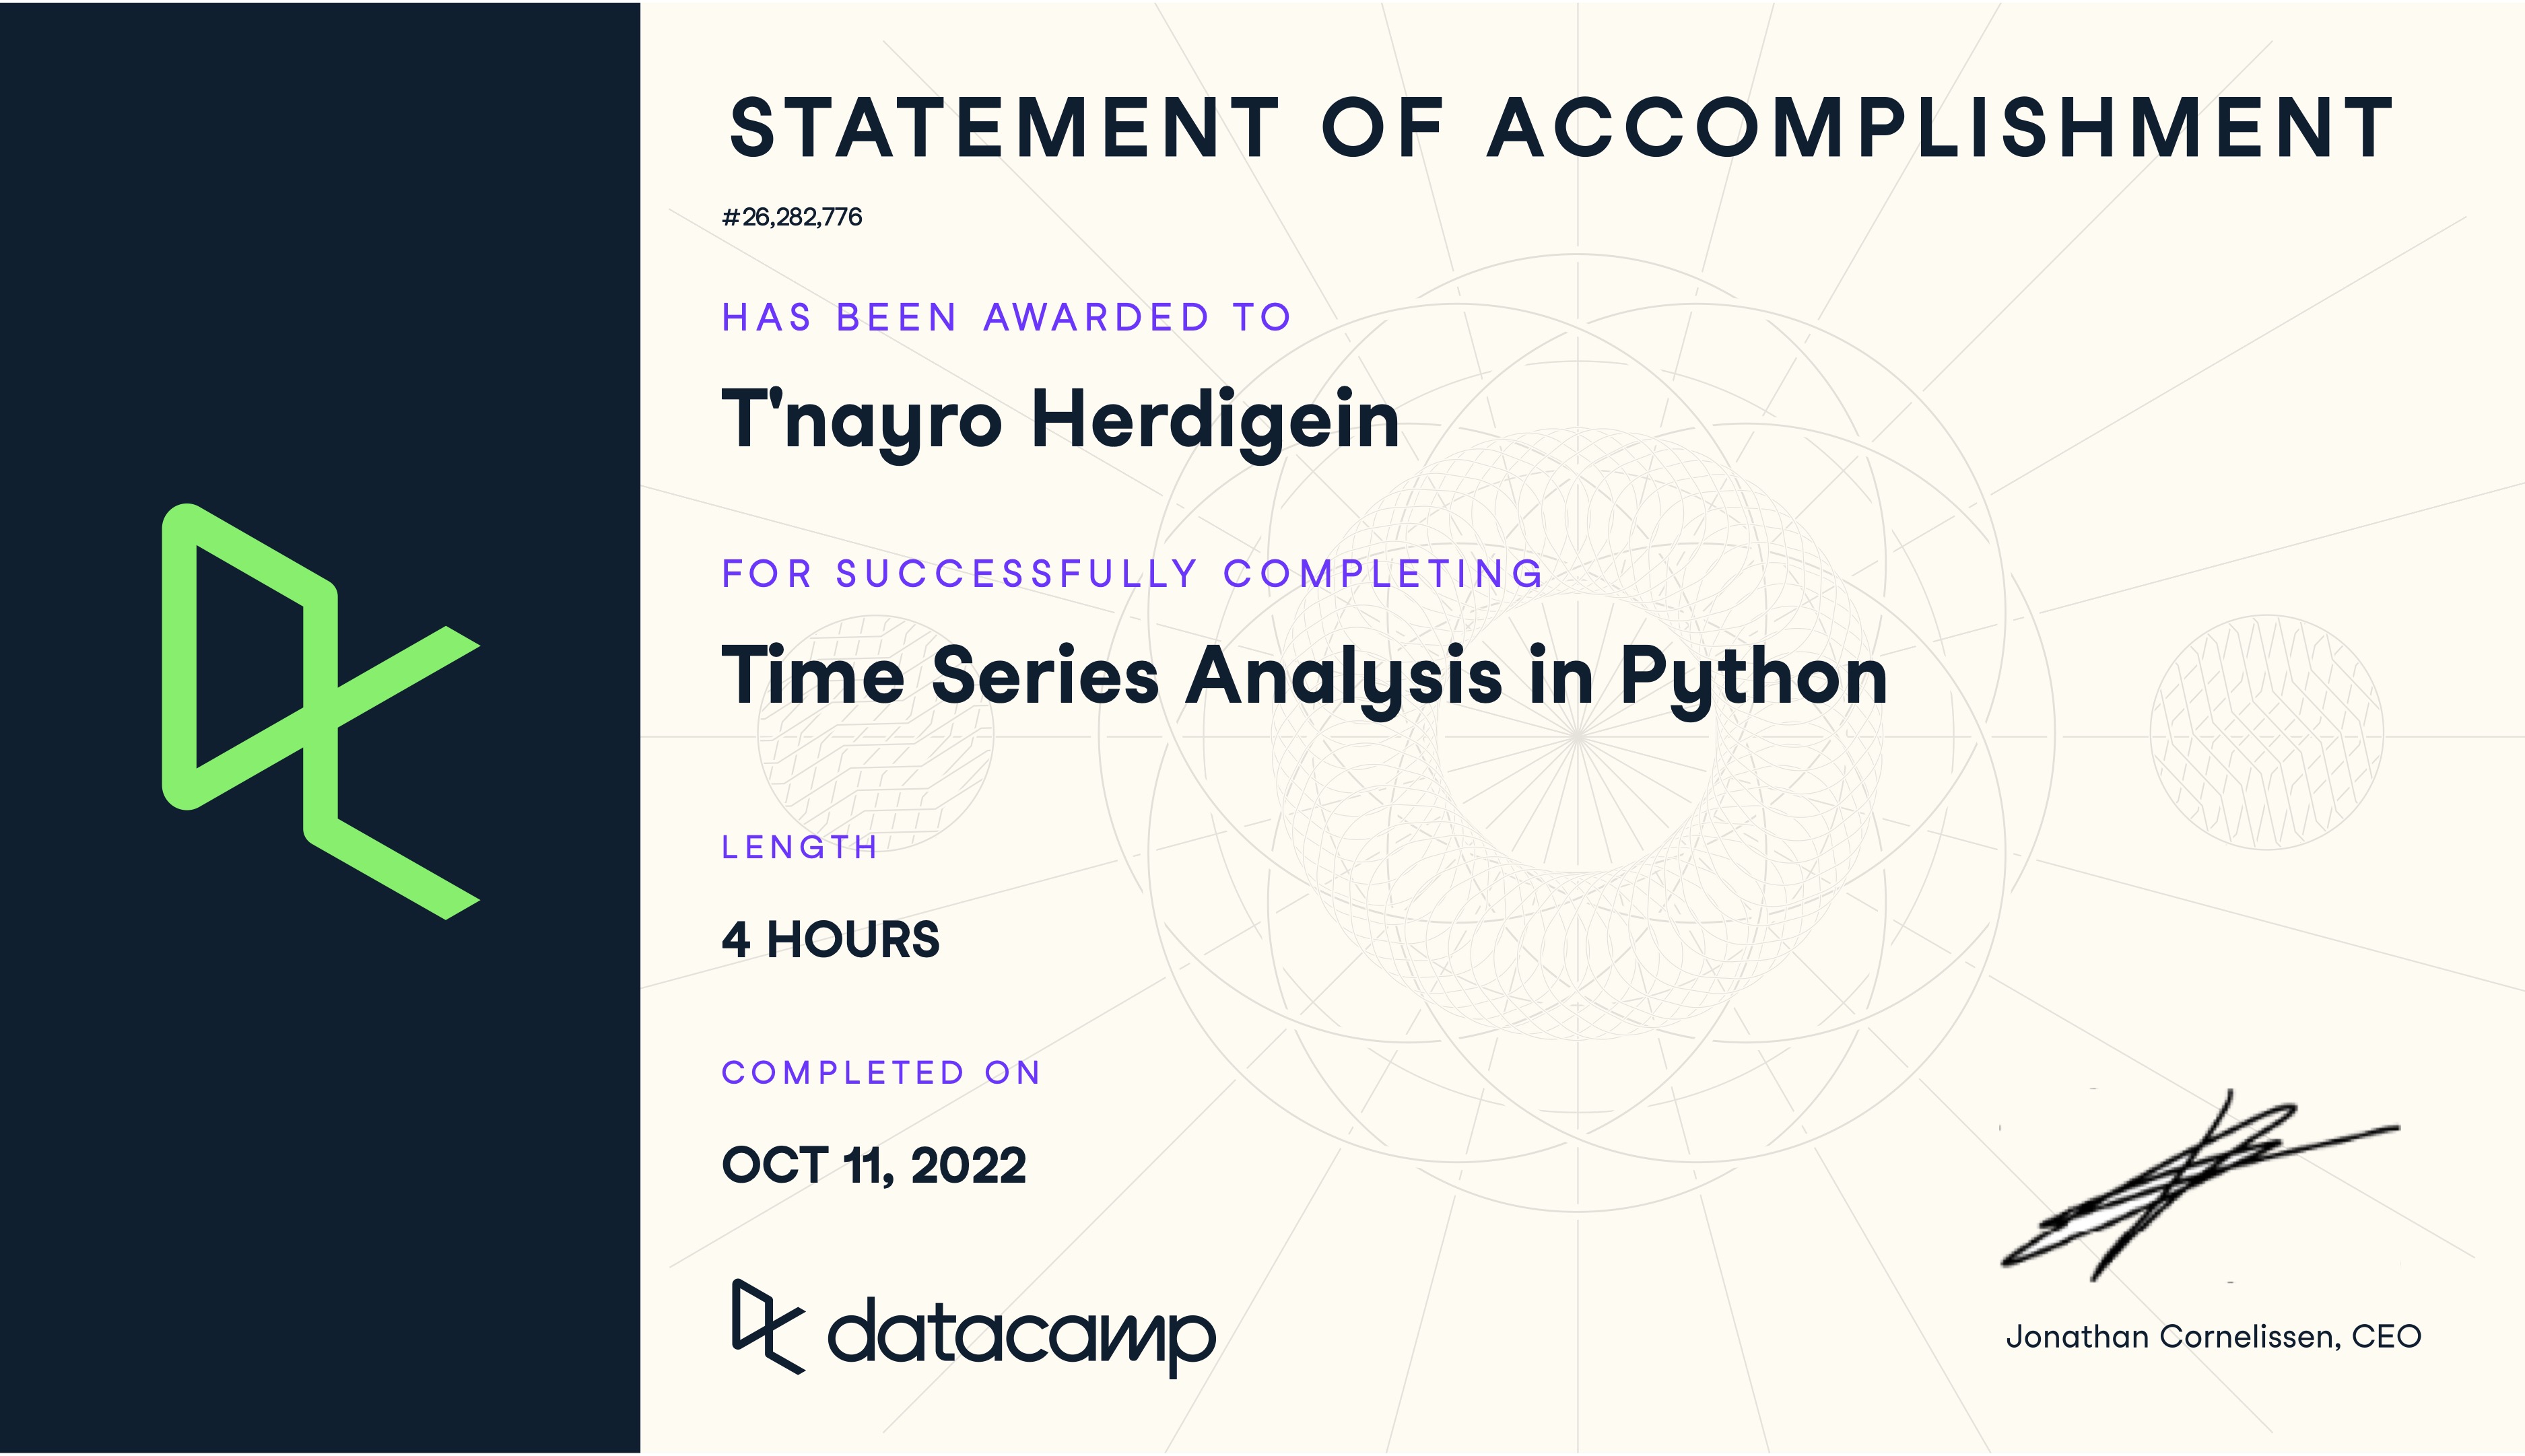 STATEMENT OF ACCOMPLISHMENT
#26,282,776
HAS BEEN AWARDED TO
T'nayro Herdigein
FOR SUCCESSFULLY COMPLETING
Time Series Analysis in Python
LENGTH
4 HOURS
COMPLETED ON
OCT 11, 2022
datacamp
Jonathan Cornelissen, CEO